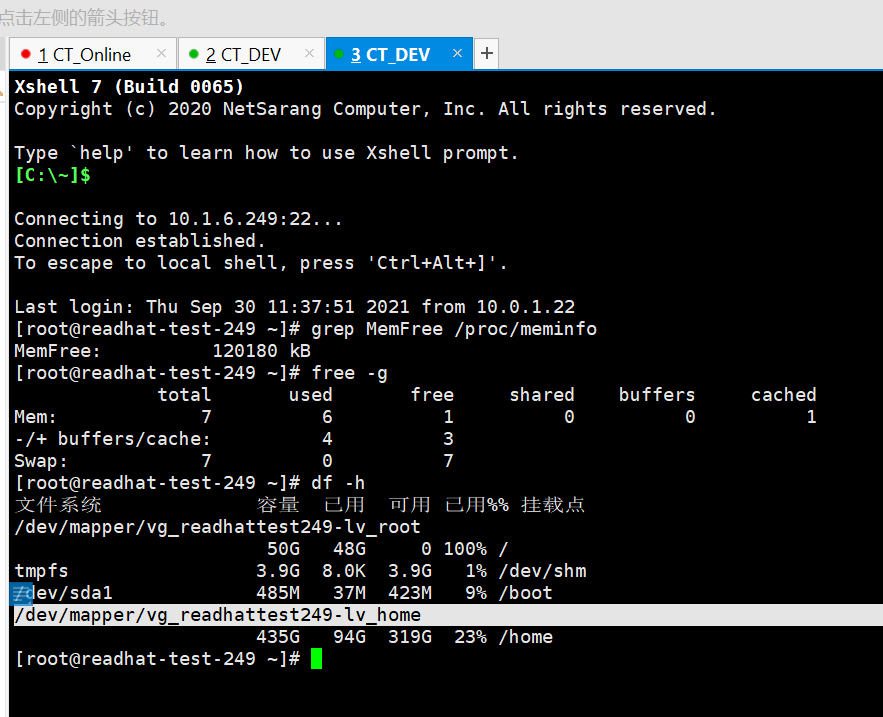 点击左侧的箭头按钮。
1 CT_Online × 2 CT_DEV × 3 CT_DEV × +
Xshell 7 (Build 0065)
Copyright (c) 2020 NetSarang Computer, Inc. All rights reserved.
Type `help' to learn how to use Xshell prompt.
[C:\~]$
Connecting to 10.1.6.249:22...
Connection established.
To escape to local shell, press 'Ctrl+Alt+]'.
Last login: Thu Sep 30 11:37:51 2021 from 10.0.1.22
[root@readhat-test-249 ~]# grep MemFree /proc/meminfo
MemFree:          120180 kB
[root@readhat-test-249 ~]# free -g
             total       used       free     shared    buffers     cached
Mem:             7          6          1          0          0          1
-/+ buffers/cache:          4          3
Swap:            7          0          7
[root@readhat-test-249 ~]# df -h
文件系统              容量  已用  可用 已用%% 挂载点
/dev/mapper/vg_readhattest249-lv_root
                       50G   48G     0 100% /
tmpfs                 3.9G  8.0K  3.9G   1% /dev/shm
/dev/sda1             485M   37M  423M   9% /boot
/dev/mapper/vg_readhattest249-lv_home
                      435G   94G  319G  23% /home
[root@readhat-test-249 ~]#